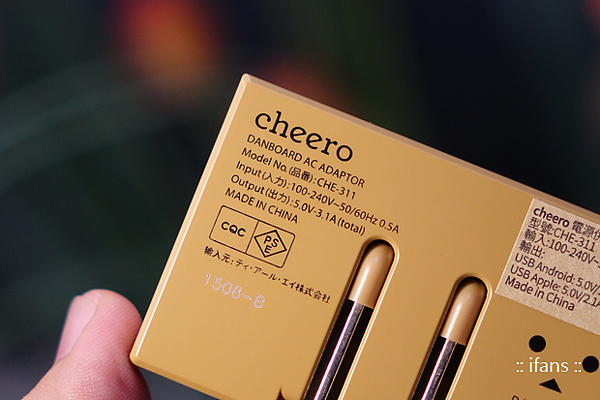 cheero
DANBOARD AC ADAPTOR
Model No.(品番):CHE-311
Input(入力):100-240V~50/60Hz 0.5A
Output(出力):5.0V-3.1A(total)
MADE IN CHINA
CQC
PSE
輸入元:ティ・アール・エイ株式会社
1508-8
cheero 電源供
型號:CHE-311
輸入:100-240V~
輸出:
USB Android:5.0V/
USB Apple:5.0V/2.1A
Made in China
:: ifans ::